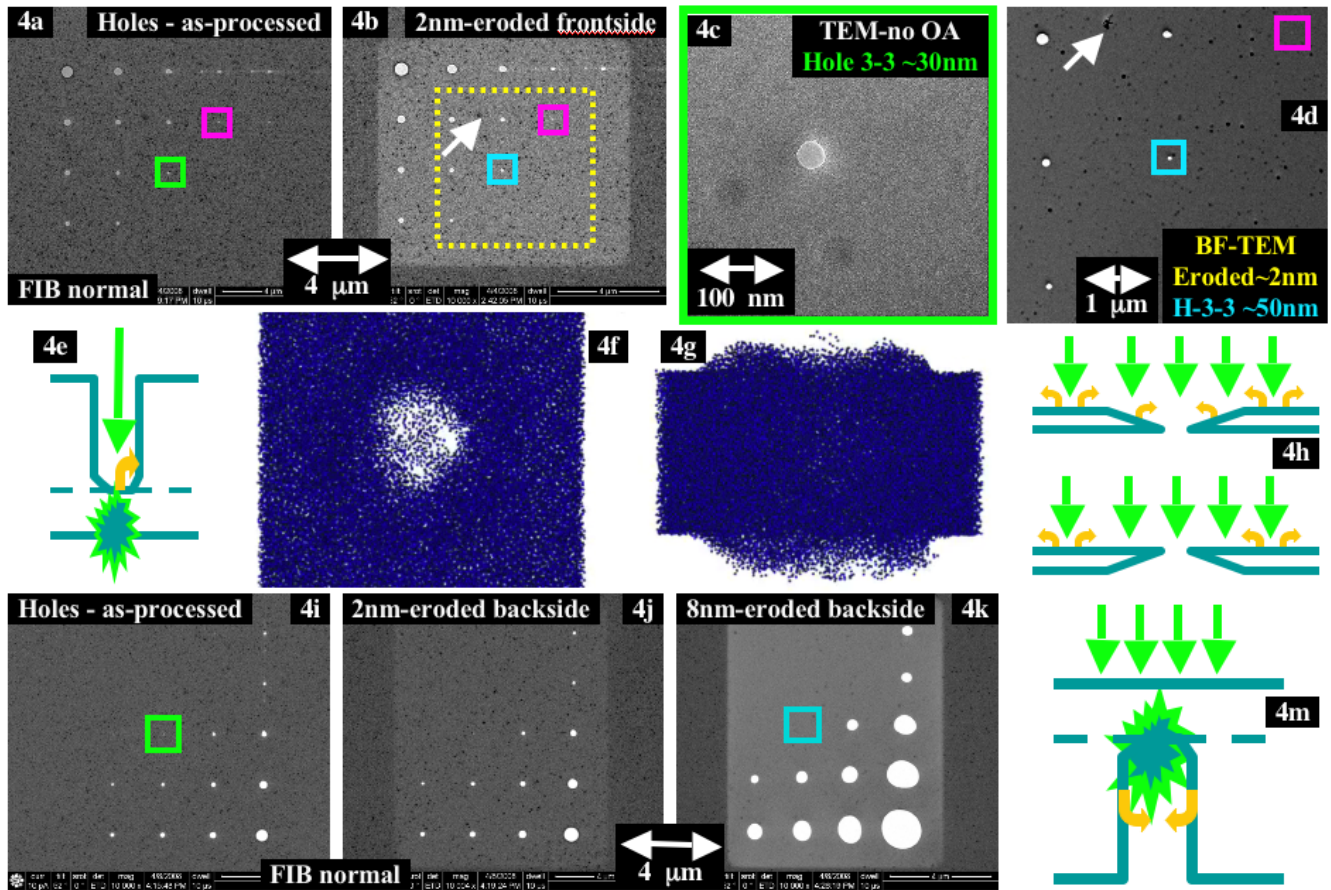 4a
Holes - as-processed
4b
2nm-eroded frontside
4c
TEM-no OA
Hole 3-3 ~30nm
4d
FIB normal
4 μm
100 nm
1 μm
BF-TEM
Eroded~2nm
H-3-3 ~50nm
4e
4f
4g
4h
Holes - as-processed
4i
2nm-eroded backside
4j
8nm-eroded backside
4k
4m
FIB normal
4 μm